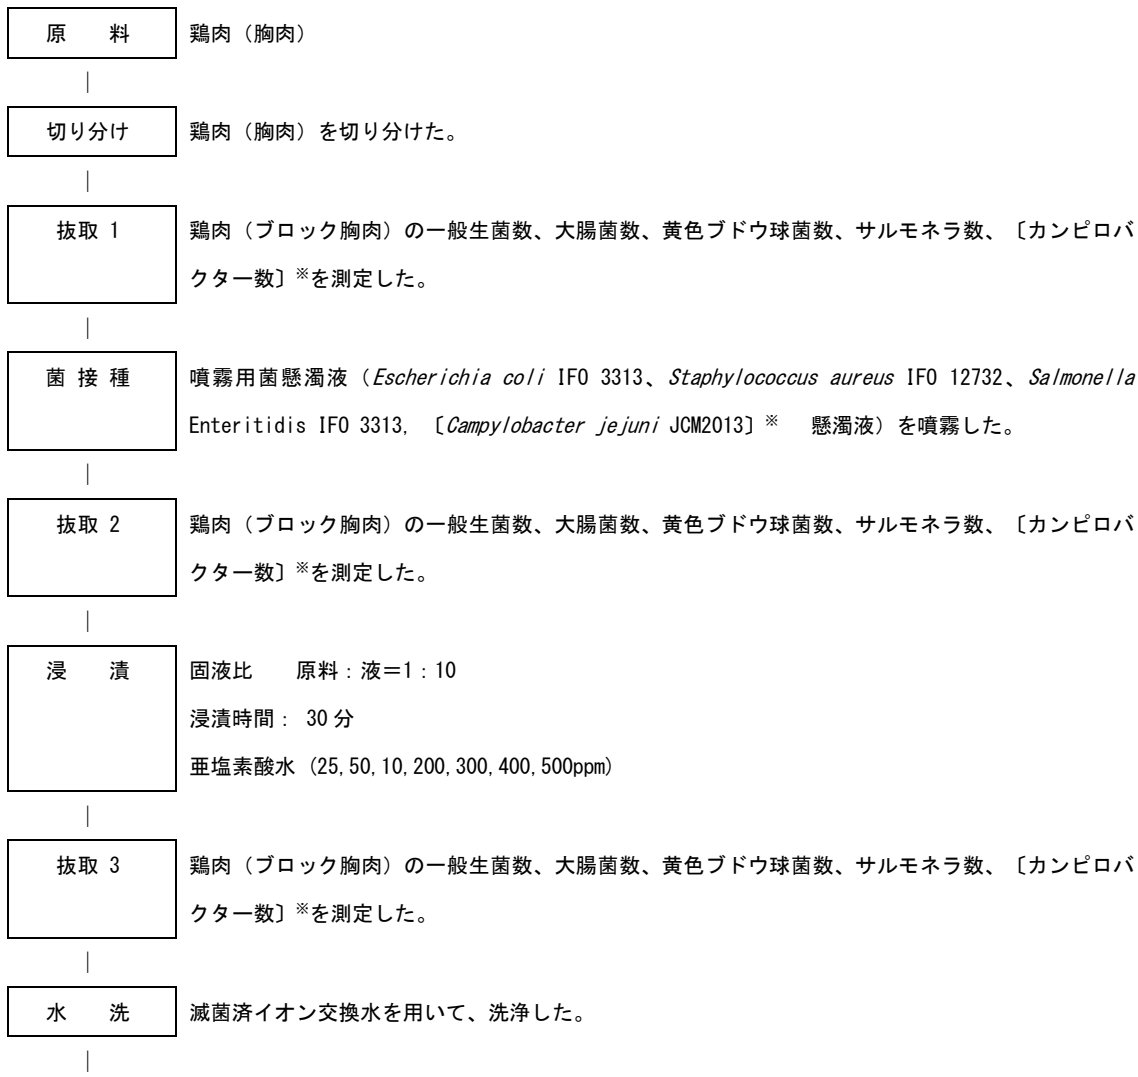 原　料 鶏肉（胸肉）
切り分け 鶏肉（胸肉）を切り分けた。
抜取 1 鶏肉（ブロック胸肉）の一般生菌数、大腸菌数、黄色ブドウ球菌数、サルモネラ数、〔カンピロバ
クター数〕※を測定した。
菌 接 種 噴霧用菌懸濁液（Escherichia coli IFO 3313、Staphylococcus aureus IFO 12732、Salmonella
Enteritidis IFO 3313, 〔Campylobacter jejuni JCM2013〕※　懸濁液）を噴霧した。
抜取 2 鶏肉（ブロック胸肉）の一般生菌数、大腸菌数、黄色ブドウ球菌数、サルモネラ数、〔カンピロバ
クター数〕※を測定した。
浸　漬 固液比　原料：液＝1：10
浸漬時間： 30 分
亜塩素酸水 (25,50,10,200,300,400,500ppm)
抜取 3 鶏肉（ブロック胸肉）の一般生菌数、大腸菌数、黄色ブドウ球菌数、サルモネラ数、〔カンピロバ
クター数〕※を測定した。
水　洗 滅菌済イオン交換水を用いて、洗浄した。